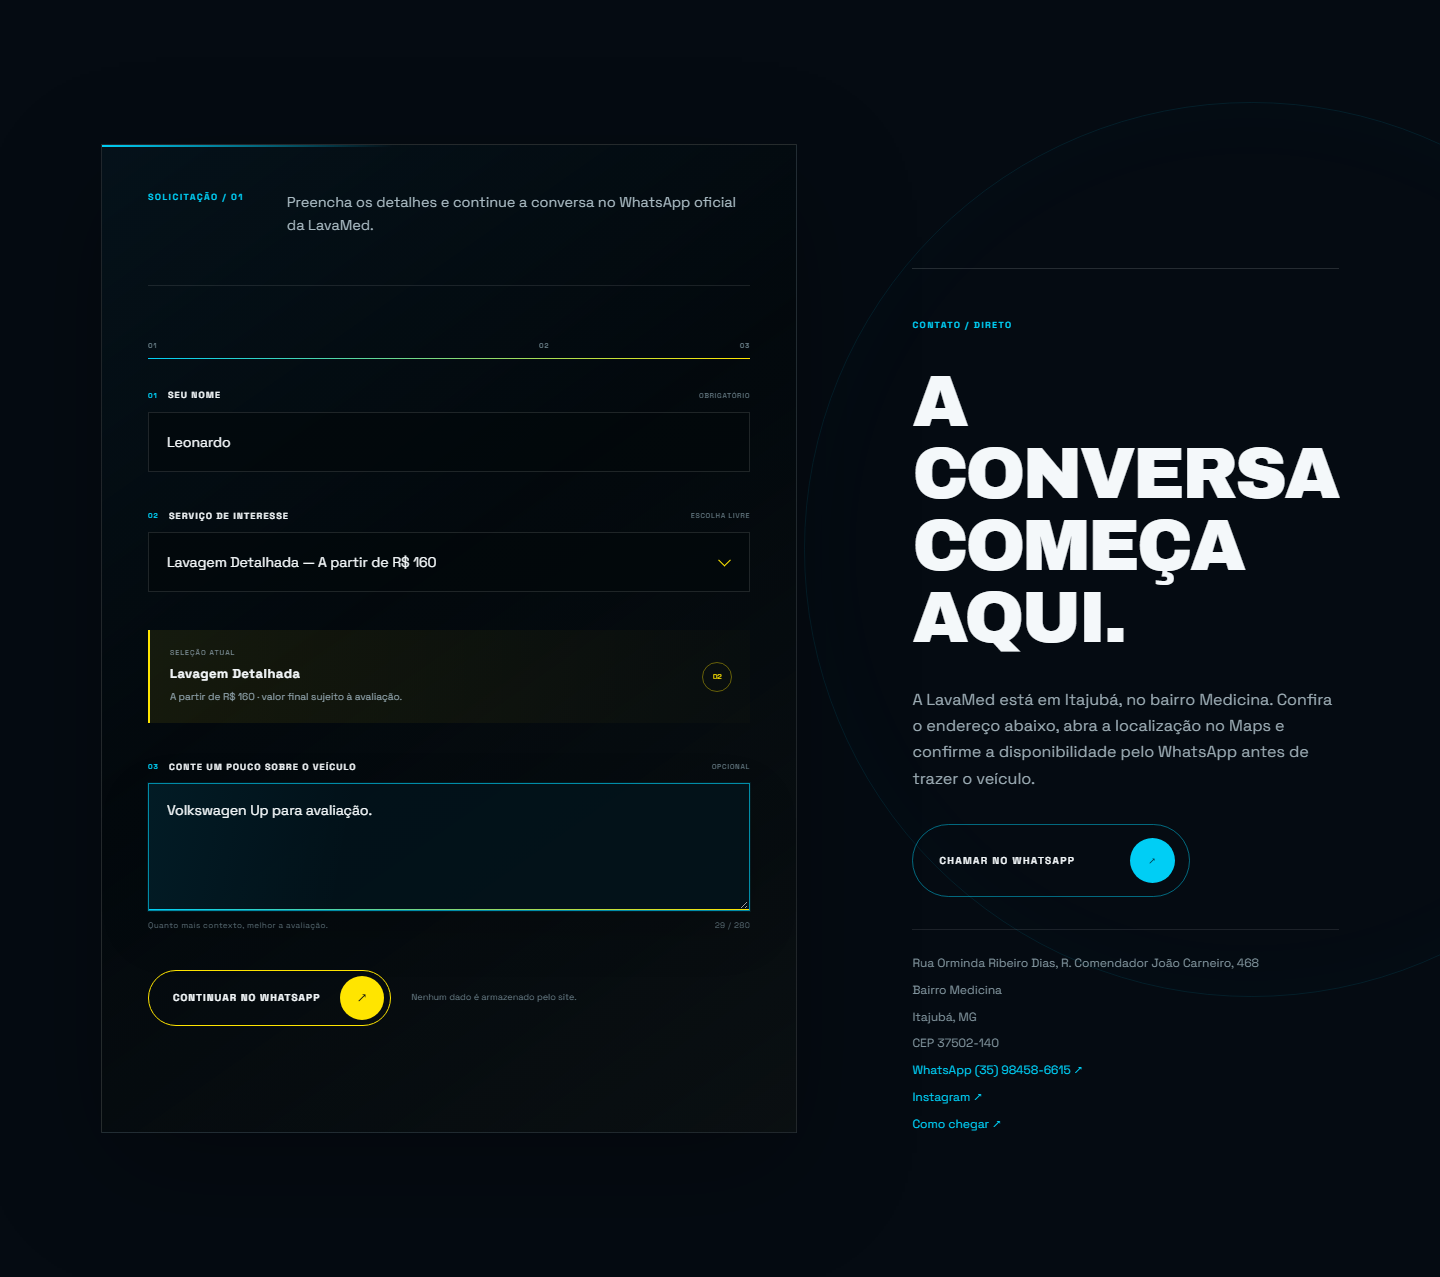 SOLICITAÇÃO / 01
Preencha os detalhes e continue a conversa no WhatsApp oficial
da LavaMed.
01 02 03
01 SEU NOME OBRIGATÓRIO
Leonardo
02 SERVIÇO DE INTERESSE ESCOLHA LIVRE
Lavagem Detalhada — A partir de R$ 160
SELEÇÃO ATUAL
Lavagem Detalhada
02
A partir de R$ 160 · valor final sujeito à avaliação.
03 CONTE UM POUCO SOBRE O VEÍCULO OPCIONAL
Volkswagen Up para avaliação.
Quanto mais contexto, melhor a avaliação. 29 / 280
CONTINUAR NO WHATSAPP ↗ Nenhum dado é armazenado pelo site.
CONTATO / DIRETO
A
CONVERSA
COMEÇA
AQUI.
A LavaMed está em Itajubá, no bairro Medicina. Confira
o endereço abaixo, abra a localização no Maps e
confirme a disponibilidade pelo WhatsApp antes de
trazer o veículo.
CHAMAR NO WHATSAPP ↗
Rua Orminda Ribeiro Dias, R. Comendador João Carneiro, 468
Bairro Medicina
Itajubá, MG
CEP 37502-140
WhatsApp (35) 98458-6615 ↗
Instagram ↗
Como chegar ↗